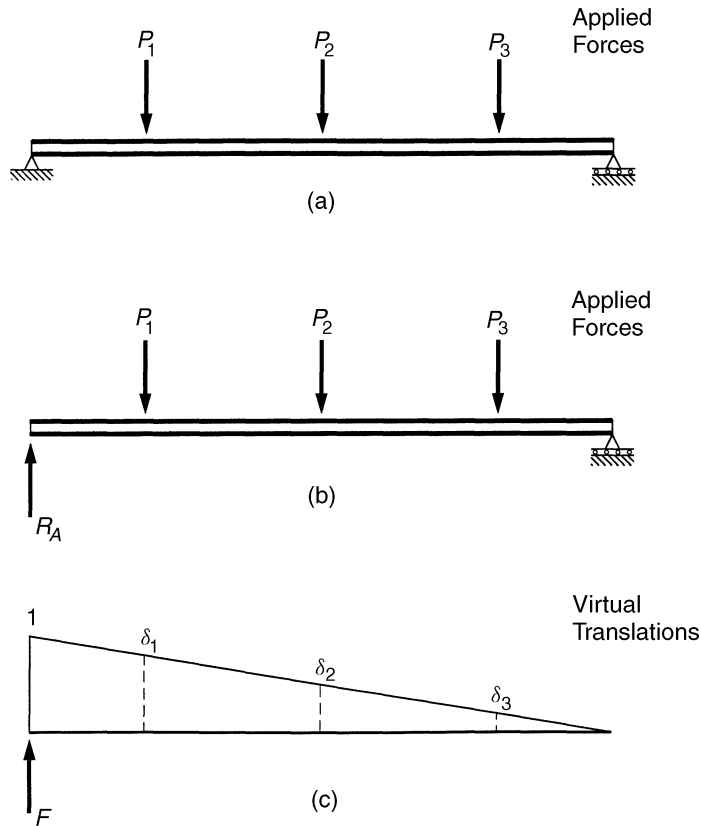 Applied
Forces
P1 P2 P3
(a)
Applied
Forces
P1 P2 P3
(b)
RA
Virtual
Translations
1
δ1
δ2
δ3
(c)
F